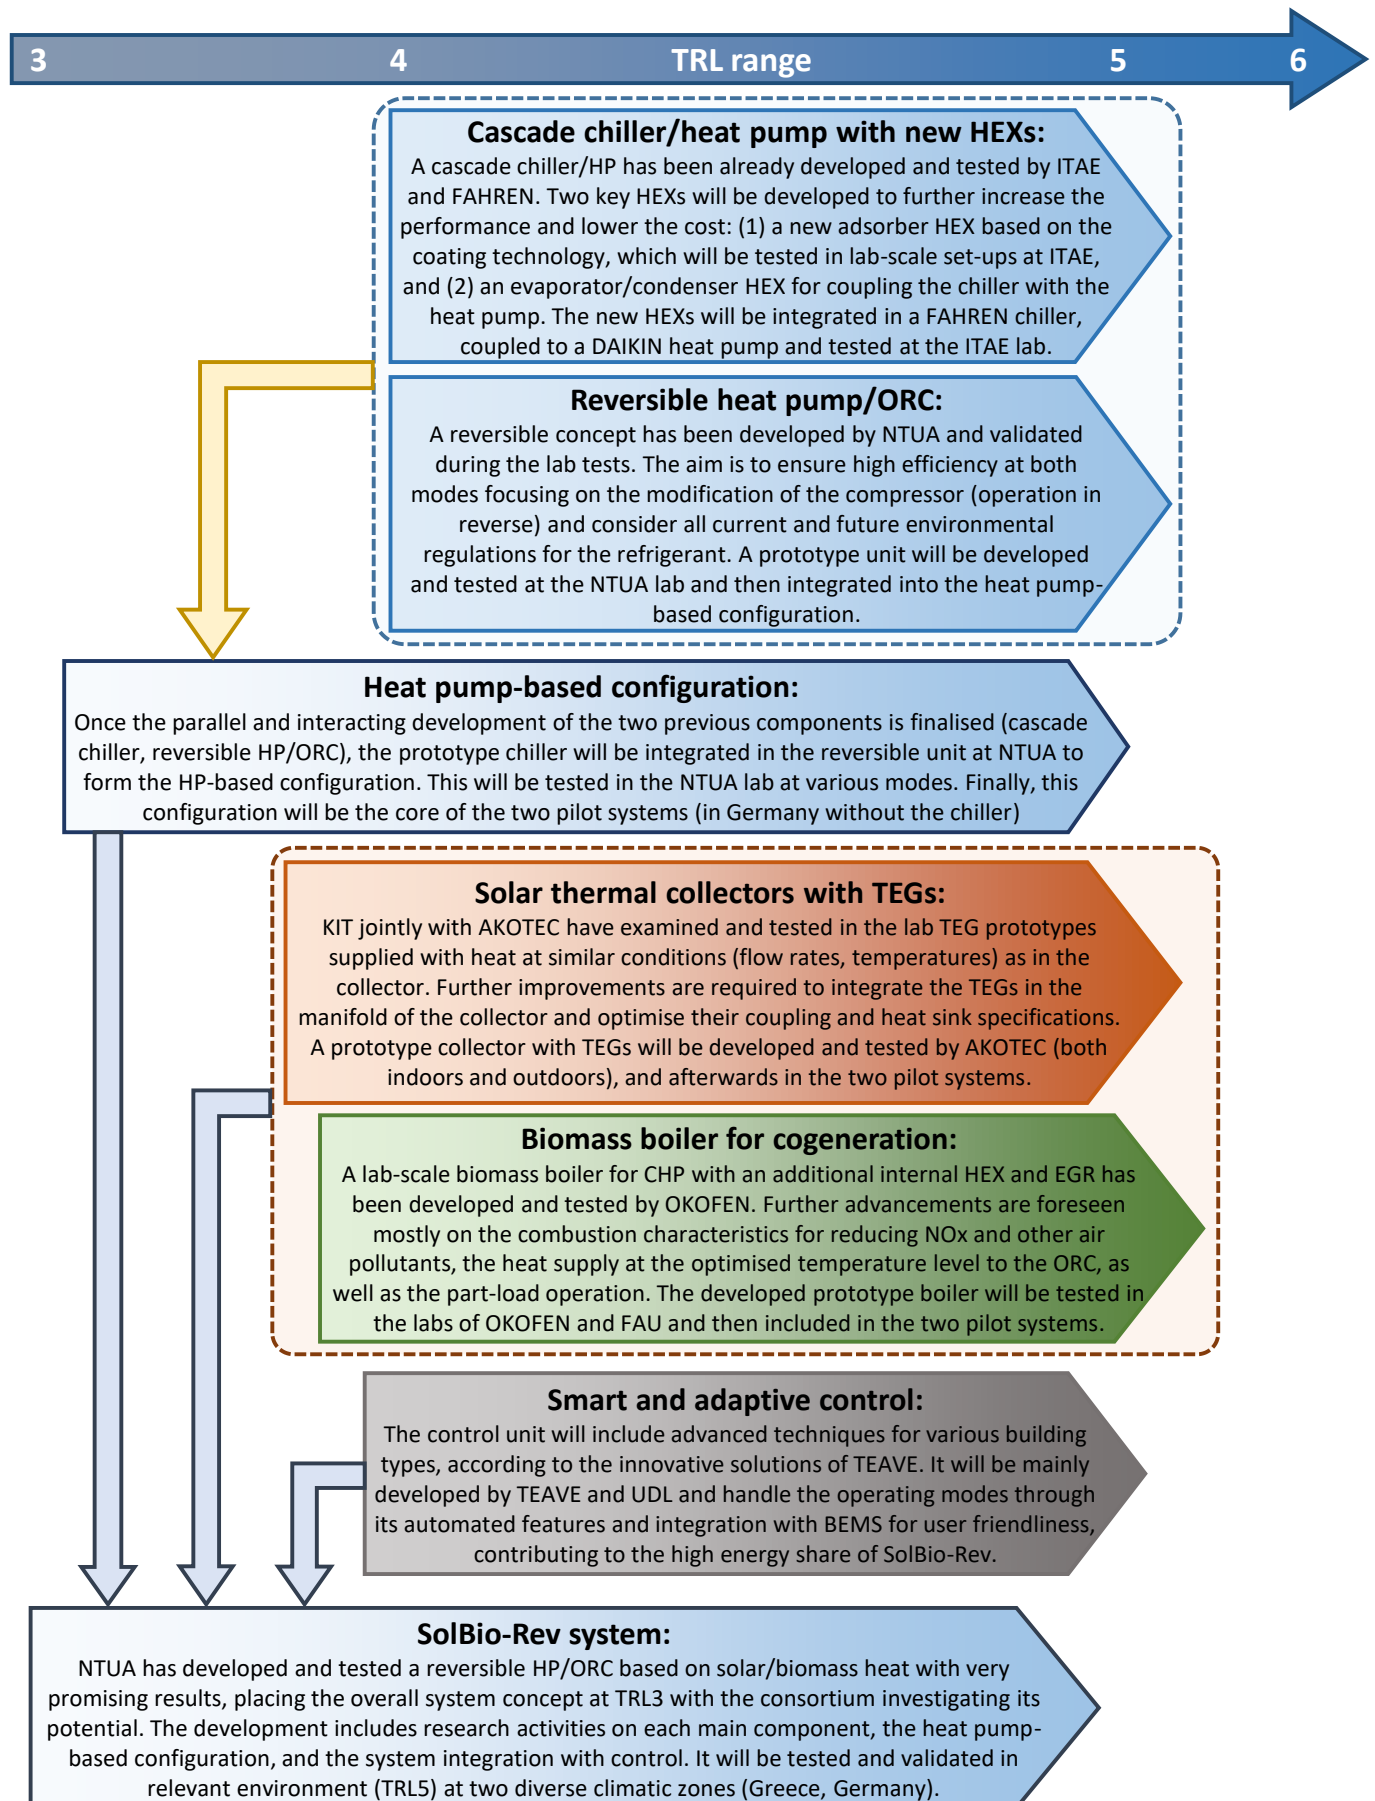 3 4 TRL range 5 6
Cascade chiller/heat pump with new HEXs:
A cascade chiller/HP has been already developed and tested by ITAE
and FAHREN. Two key HEXs will be developed to further increase the
performance and lower the cost: (1) a new adsorber HEX based on the
coating technology, which will be tested in lab-scale set-ups at ITAE,
and (2) an evaporator/condenser HEX for coupling the chiller with the
heat pump. The new HEXs will be integrated in a FAHREN chiller,
coupled to a DAIKIN heat pump and tested at the ITAE lab.
Reversible heat pump/ORC:
A reversible concept has been developed by NTUA and validated
during the lab tests. The aim is to ensure high efficiency at both
modes focusing on the modification of the compressor (operation in
reverse) and consider all current and future environmental
regulations for the refrigerant. A prototype unit will be developed
and tested at the NTUA lab and then integrated into the heat pump-
based configuration.
Heat pump-based configuration:
Once the parallel and interacting development of the two previous components is finalised (cascade
chiller, reversible HP/ORC), the prototype chiller will be integrated in the reversible unit at NTUA to
form the HP-based configuration. This will be tested in the NTUA lab at various modes. Finally, this
configuration will be the core of the two pilot systems (in Germany without the chiller)
Solar thermal collectors with TEGs:
KIT jointly with AKOTEC have examined and tested in the lab TEG prototypes
supplied with heat at similar conditions (flow rates, temperatures) as in the
collector. Further improvements are required to integrate the TEGs in the
manifold of the collector and optimise their coupling and heat sink specifications.
A prototype collector with TEGs will be developed and tested by AKOTEC (both
indoors and outdoors), and afterwards in the two pilot systems.
Biomass boiler for cogeneration:
A lab-scale biomass boiler for CHP with an additional internal HEX and EGR has
been developed and tested by OKOFEN. Further advancements are foreseen
mostly on the combustion characteristics for reducing NOx and other air
pollutants, the heat supply at the optimised temperature level to the ORC, as
well as the part-load operation. The developed prototype boiler will be tested in
the labs of OKOFEN and FAU and then included in the two pilot systems.
Smart and adaptive control:
The control unit will include advanced techniques for various building
types, according to the innovative solutions of TEAVE. It will be mainly
developed by TEAVE and UDL and handle the operating modes through
its automated features and integration with BEMS for user friendliness,
contributing to the high energy share of SolBio-Rev.
SolBio-Rev system:
NTUA has developed and tested a reversible HP/ORC based on solar/biomass heat with very
promising results, placing the overall system concept at TRL3 with the consortium investigating its
potential. The development includes research activities on each main component, the heat pump-
based configuration, and the system integration with control. It will be tested and validated in
relevant environment (TRL5) at two diverse climatic zones (Greece, Germany).